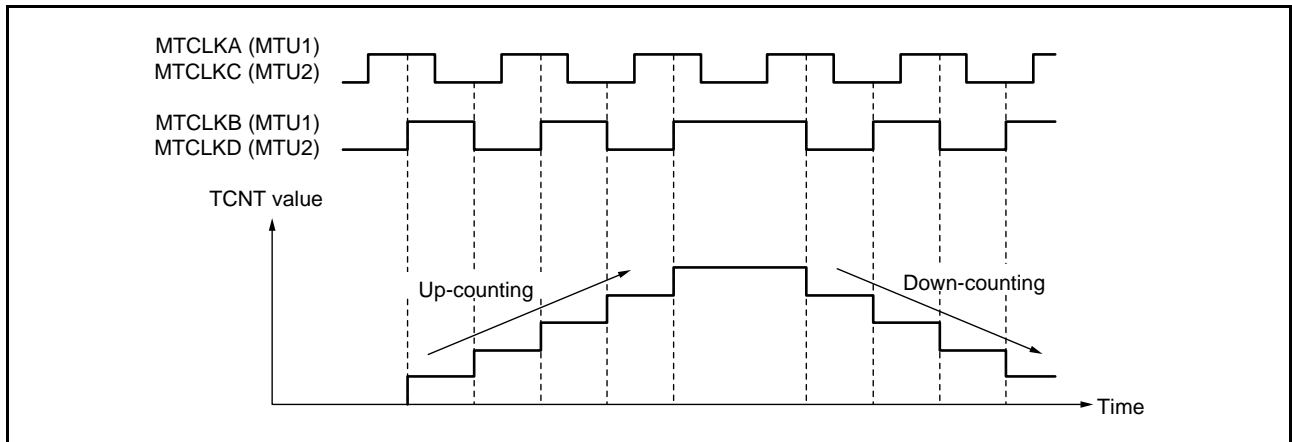 MTCLKA (MTU1)
MTCLKC (MTU2)
MTCLKB (MTU1)
MTCLKD (MTU2)
TCNT value
Up-counting
Down-counting
Time